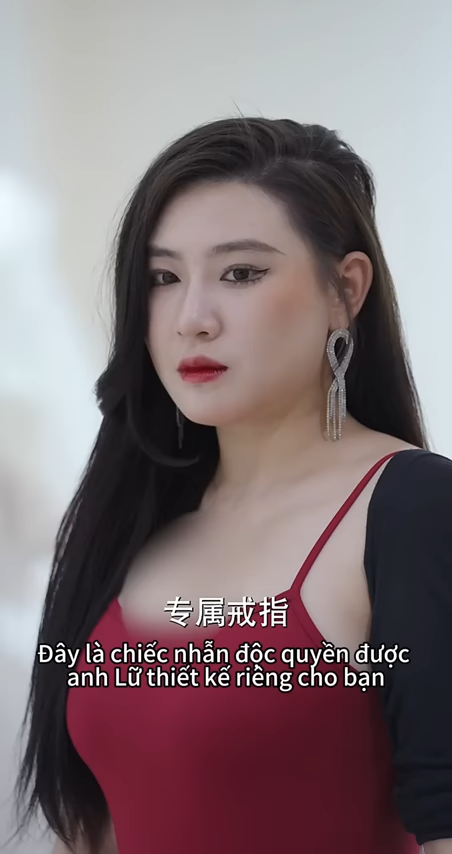 专属戒指
Đây là chiếc nhẫn độc quyền được
anh Lữ thiết kế riêng cho bạn